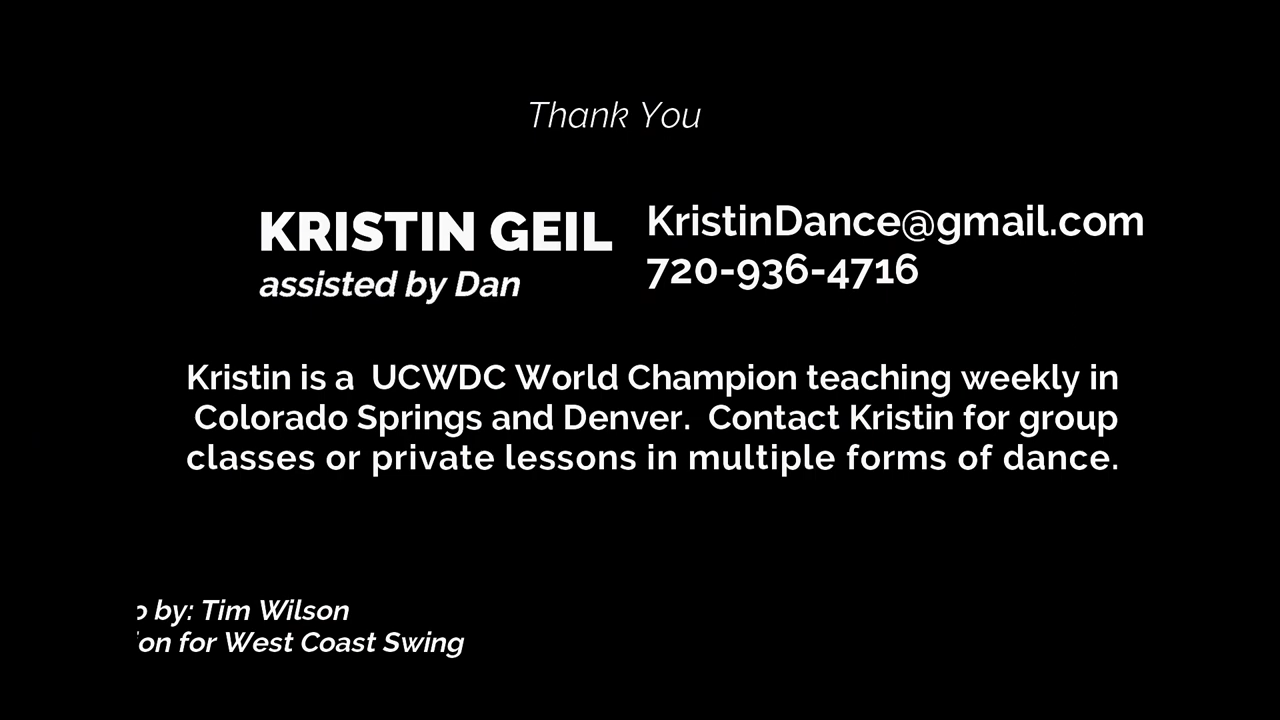 Thank You
KRISTIN GEIL
assisted by Dan
KristinDance@gmail.com
720-936-4716
Kristin is a UCWDC World Champion teaching weekly in
Colorado Springs and Denver. Contact Kristin for group
classes or private lessons in multiple forms of dance.
by: Tim Wilson
for West Coast Swing